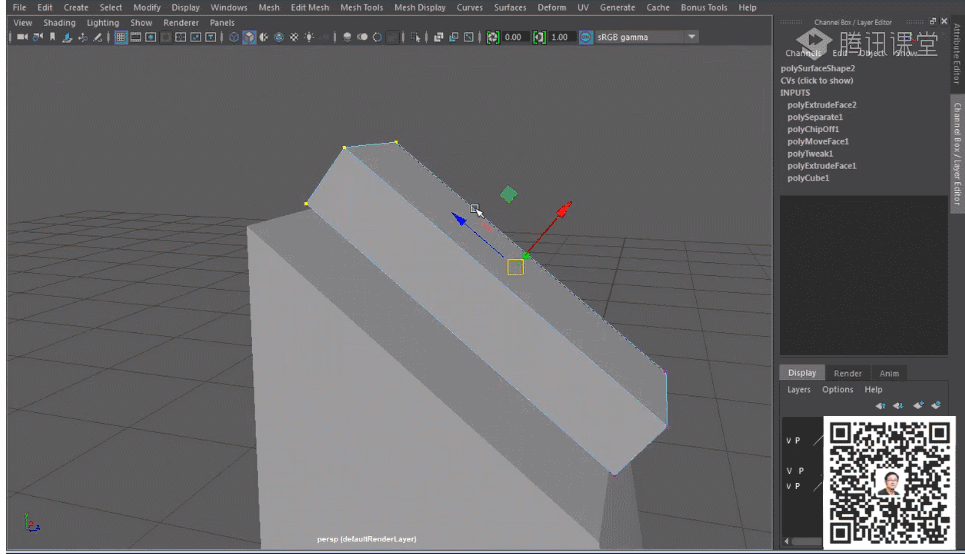 File Edit Create Select Modify Display Windows Mesh Edit Mesh Mesh Tools Mesh Display Curves Surfaces Deform UV Generate Cache Bonus Tools Help
View Shading Lighting Show Renderer Panels
Channel Box / Layer Editor
0.00 1.00 sRGB gamma
腾讯课堂
Channels Edit Object Show
polySurfaceShape2
CVs (click to show)
INPUTS
polyExtrudeFace2
polySeparate1
polyChipOff1
polyMoveFace1
polyTweak1
polyExtrudeFace1
polyCube1
Attribute Editor
Channel Box / Layer Editor
Display Render Anim
Layers Options Help
V P
V P
V P
persp (defaultRenderLayer)